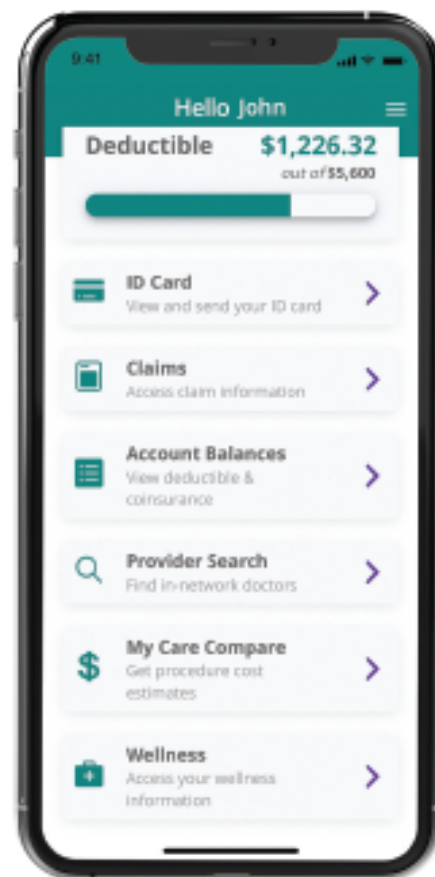 9:41
Hello John
Deductible $1,226.32
out of $5,600
ID Card
View and send your ID card
Claims
Access claim information
Account Balances
View deductible &
coinsurance
Provider Search
Find in-network doctors
My Care Compare
Get procedure cost
estimates
Wellness
Access your wellness
information